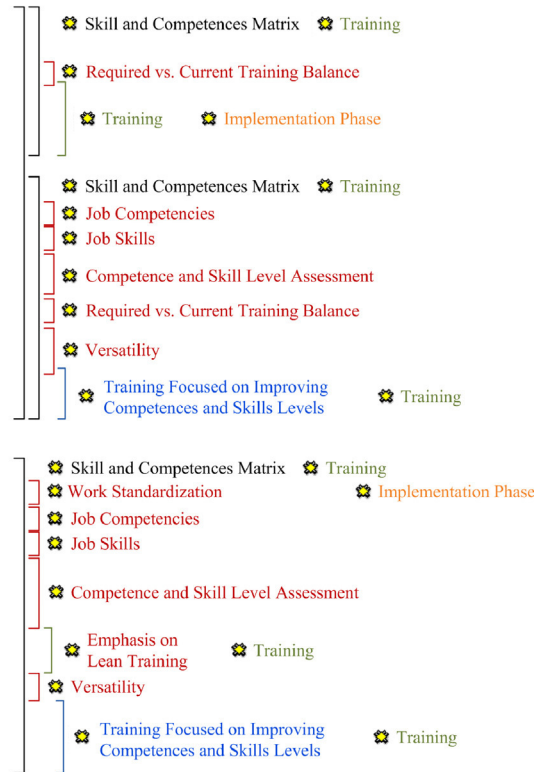 Skill and Competences Matrix Training
Required vs. Current Training Balance
Training Implementation Phase
Skill and Competences Matrix Training
Job Competencies
Job Skills
Competence and Skill Level Assessment
Required vs. Current Training Balance
Versatility
Training Focused on Improving
Competences and Skills Levels Training
Skill and Competences Matrix Training
Work Standardization Implementation Phase
Job Competencies
Job Skills
Competence and Skill Level Assessment
Emphasis on
Lean Training Training
Versatility
Training Focused on Improving
Competences and Skills Levels Training